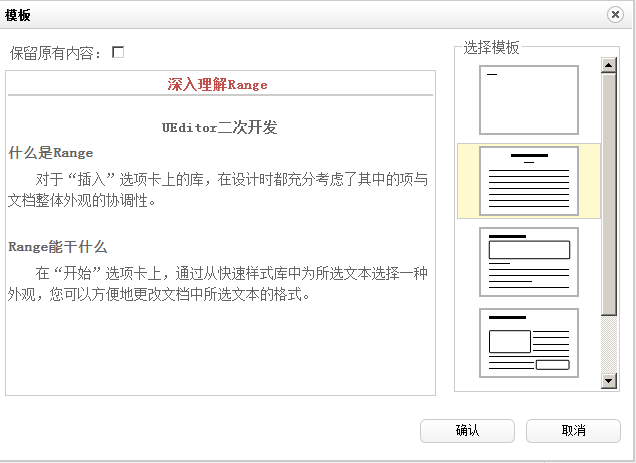 模板
保留原有内容：
选择模板
深入理解Range
UEditor二次开发
什么是Range
对于“插入”选项卡上的库，在设计时都充分考虑了其中的项与
文档整体外观的协调性。
Range能干什么
在“开始”选项卡上，通过从快速样式库中为所选文本选择一种
外观，您可以方便地更改文档中所选文本的格式。
确认
取消